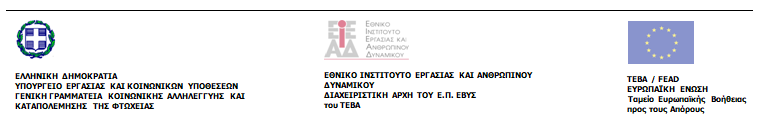 ΕΛΛΗΝΙΚΗ ΔΗΜΟΚΡΑΤΙΑ
ΥΠΟΥΡΓΕΙΟ ΕΡΓΑΣΙΑΣ ΚΑΙ ΚΟΙΝΩΝΙΚΩΝ ΥΠΟΘΕΣΕΩΝ
ΓΕΝΙΚΗ ΓΡΑΜΜΑΤΕΙΑ ΚΟΙΝΩΝΙΚΗΣ ΑΛΛΗΛΕΓΓΥΗΣ ΚΑΙ
ΚΑΤΑΠΟΛΕΜΗΣΗΣ ΤΗΣ ΦΤΩΧΕΙΑΣ
ΕΙΕΑΔ
ΕΘΝΙΚΟ
ΙΝΣΤΙΤΟΥΤΟ
ΕΡΓΑΣΙΑΣ ΚΑΙ
ΑΝΘΡΩΠΙΝΟΥ
ΔΥΝΑΜΙΚΟΥ
ΕΘΝΙΚΟ ΙΝΣΤΙΤΟΥΤΟ ΕΡΓΑΣΙΑΣ ΚΑΙ ΑΝΘΡΩΠΙΝΟΥ
ΔΥΝΑΜΙΚΟΥ
ΔΙΑΧΕΙΡΙΣΤΙΚΗ ΑΡΧΗ ΤΟΥ Ε.Π. ΕΒΥΣ
του ΤΕΒΑ
ΤΕΒΑ / FEAD
ΕΥΡΩΠΑΪΚΗ ΕΝΩΣΗ
Ταμείο Ευρωπαϊκής Βοήθειας
προς τους Απόρους